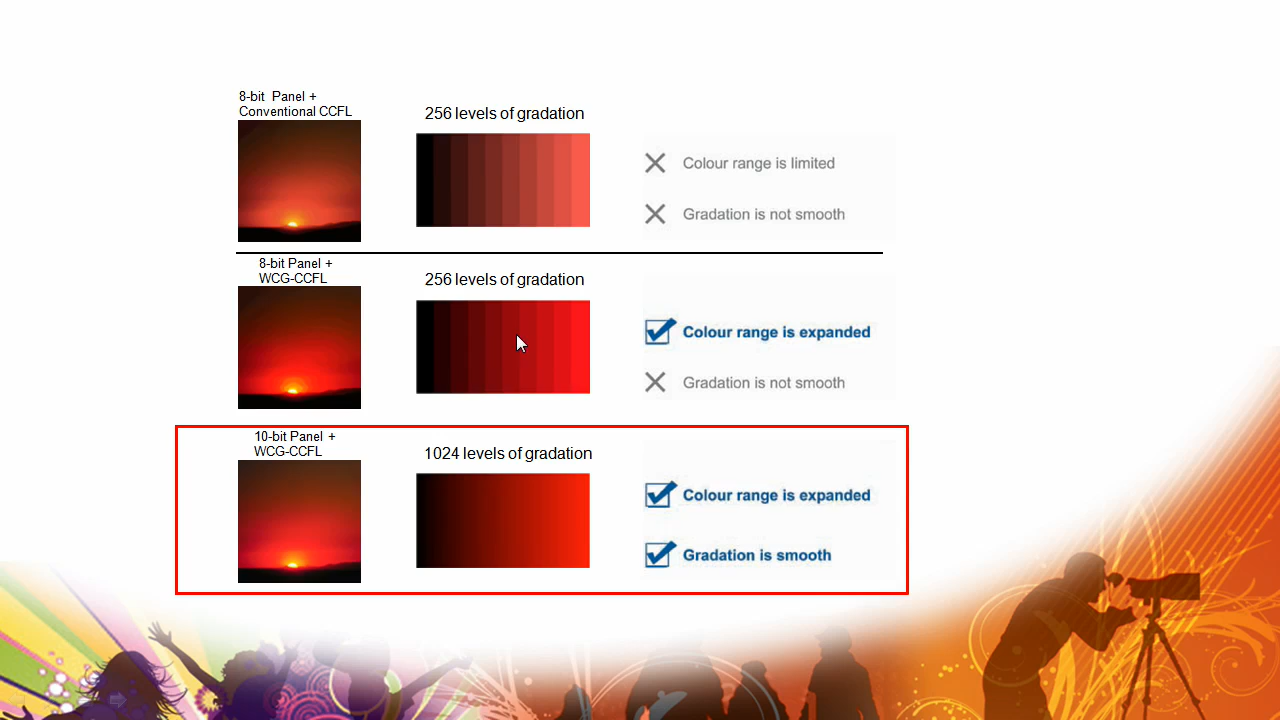 8-bit Panel +
Conventional CCFL
256 levels of gradation
Colour range is limited
Gradation is not smooth
8-bit Panel +
WCG-CCFL
256 levels of gradation
Colour range is expanded
Gradation is not smooth
10-bit Panel +
WCG-CCFL
1024 levels of gradation
Colour range is expanded
Gradation is smooth